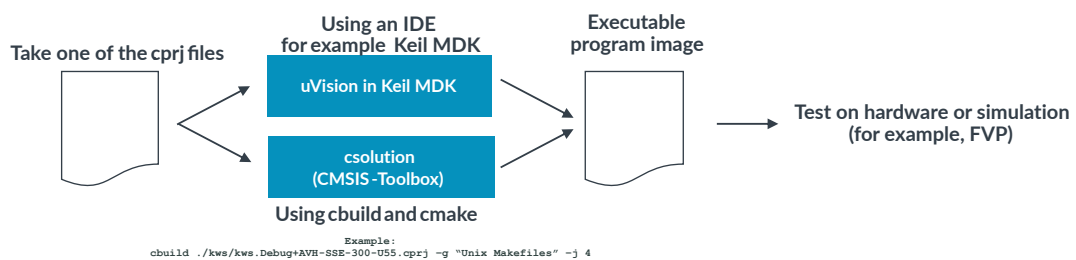 Take one of the cprj files
Using an IDE
for example Keil MDK
uVision in Keil MDK
csolution
(CMSIS-Toolbox)
Using cbuild and cmake
Example:
cbuild ./kws/kws.Debug+AVH-SSE-300-U55.cprj -g “Unix Makefiles” -j 4
Executable
program image
Test on hardware or simulation
(for example, FVP)